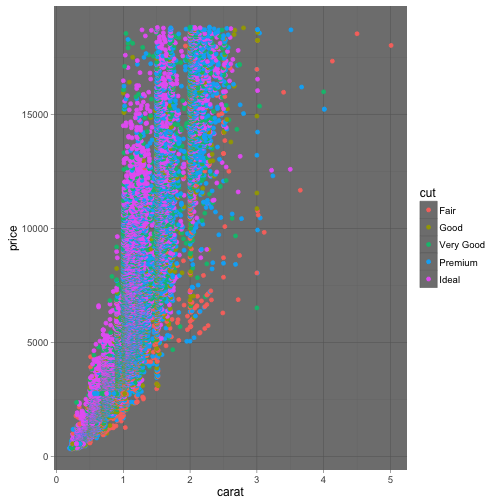 15000
10000
5000
0
price
0
1
2
3
4
5
carat
cut
Fair
Good
Very Good
Premium
Ideal